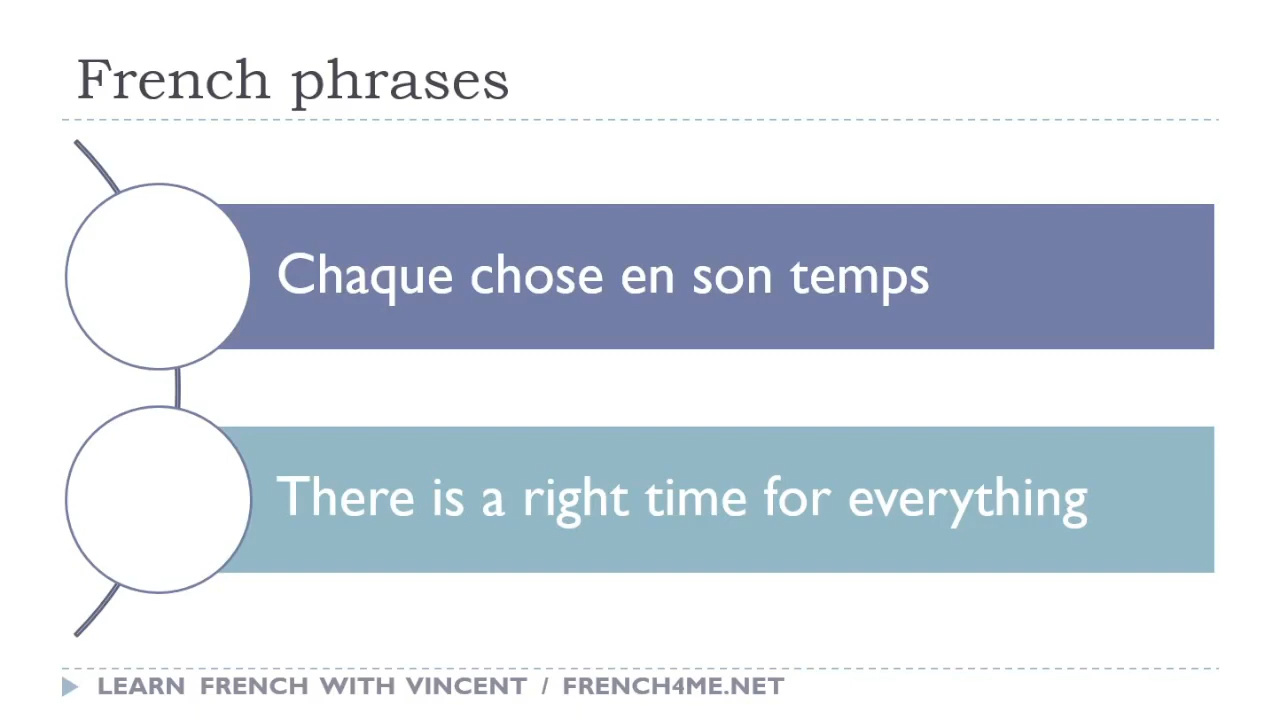 French phrases
Chaque chose en son temps
There is a right time for everything
LEARN FRENCH WITH VINCENT / FRENCH4ME.NET